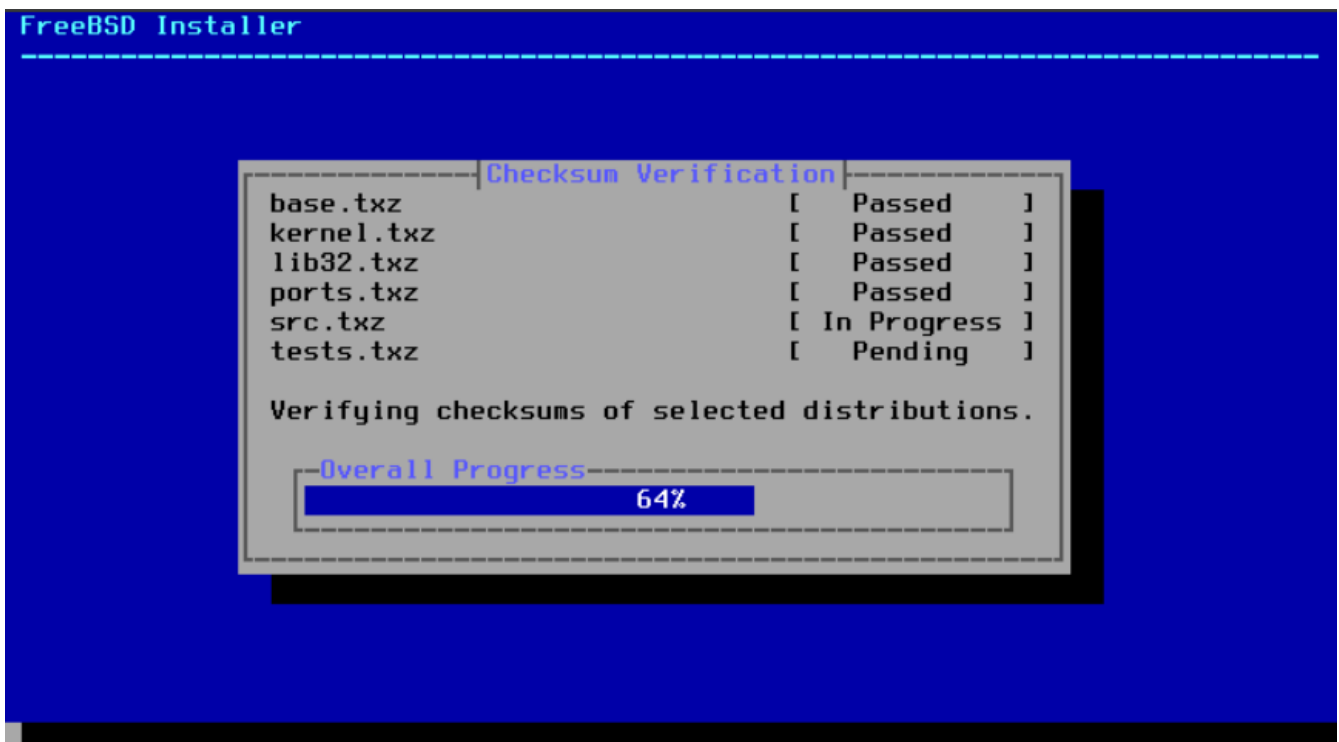 FreeBSD Installer
Checksum Verification
base.txz [ Passed ]
kernel.txz [ Passed ]
lib32.txz [ Passed ]
ports.txz [ Passed ]
src.txz [ In Progress ]
tests.txz [ Pending ]
Verifying checksums of selected distributions.
Overall Progress
64%